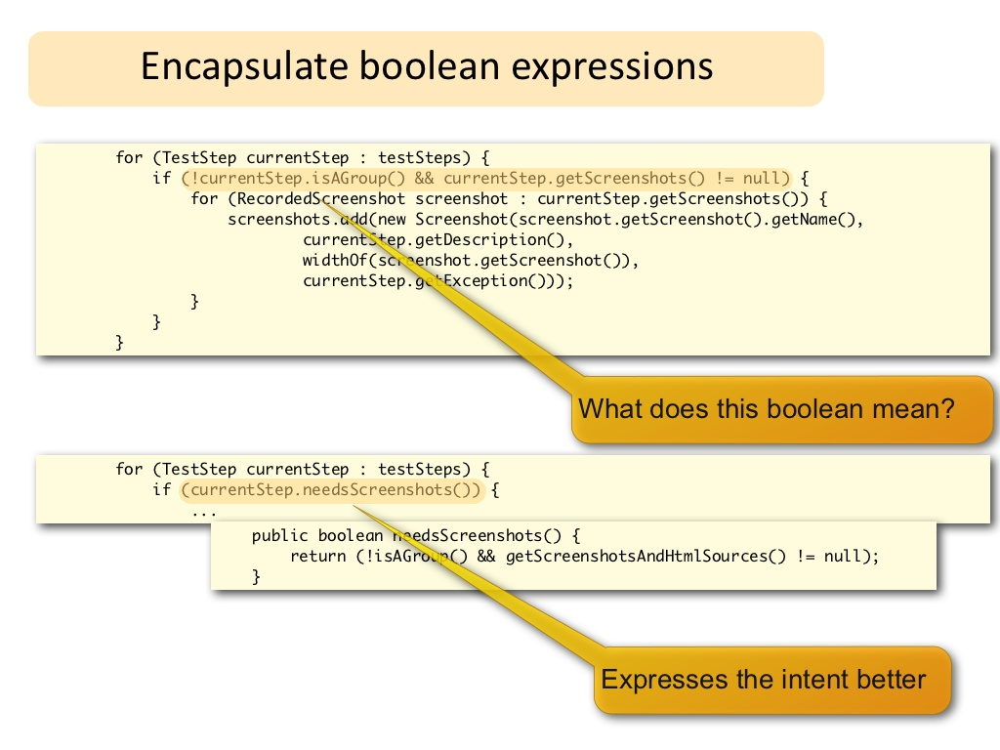 Encapsulate boolean expressions
for (TestStep currentStep : testSteps) {
if (!currentStep.isAGroup() && currentStep.getScreenshots() != null) {
for (RecordedScreenshot screenshot : currentStep.getScreenshots()) {
screenshots.add(new Screenshot(screenshot.getScreenshot().getName(),
currentStep.getDescription(),
widthOf(screenshot.getScreenshot()),
currentStep.getException()));
}
}
}
What does this boolean mean?
for (TestStep currentStep : testSteps) {
if (currentStep.needsScreenshots()) {
...
public boolean needsScreenshots() {
return (!isAGroup() && getScreenshotsAndHtmlSources() != null);
}
Expresses the intent better